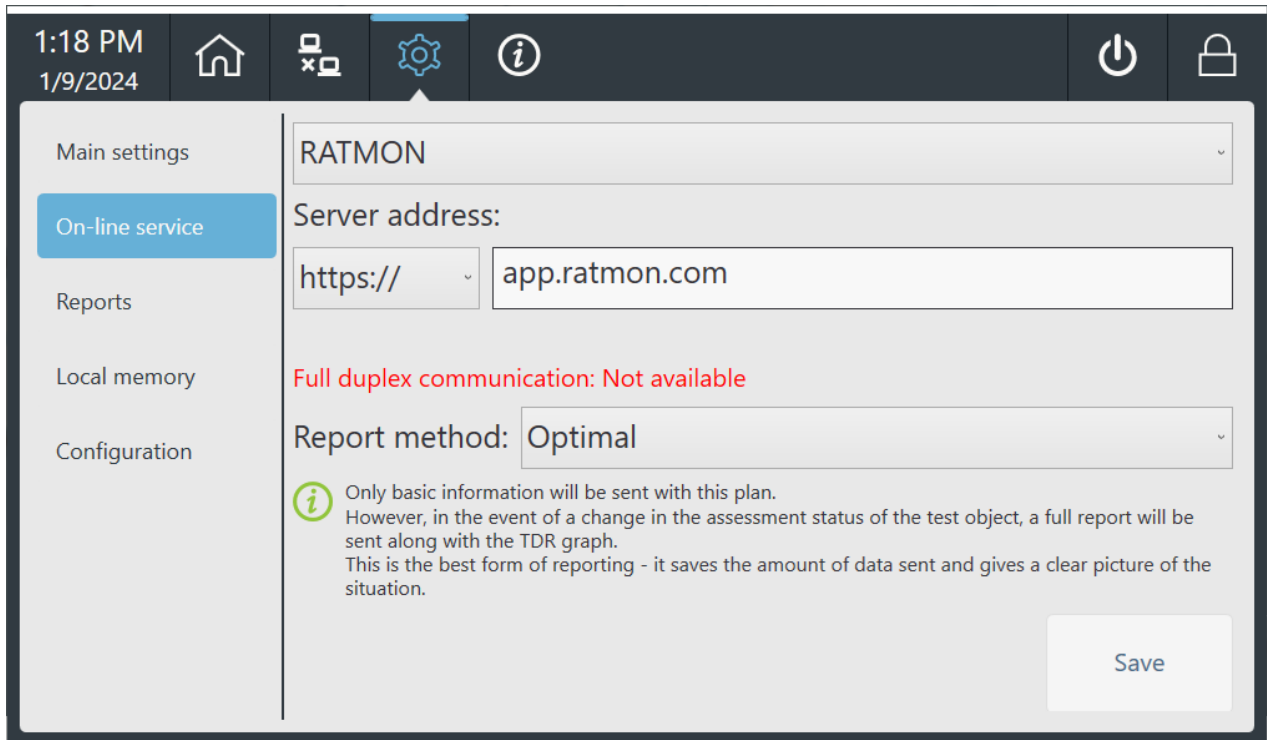 1:18 PM
1/9/2024
Main settings
On-line service
Reports
Local memory
Configuration
RATMON
Server address:
https:// app.ratmon.com
Full duplex communication: Not available
Report method: Optimal
Only basic information will be sent with this plan.
However, in the event of a change in the assessment status of the test object, a full report will be
sent along with the TDR graph.
This is the best form of reporting - it saves the amount of data sent and gives a clear picture of the
situation.
Save